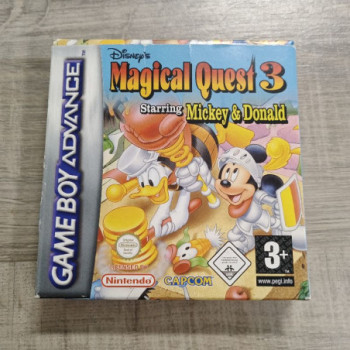 Disney's
Magical Quest 3
Starring Mickey & Donald
GAME BOY ADVANCE
Nintendo
CAPCOM
3+
www.pegi.info